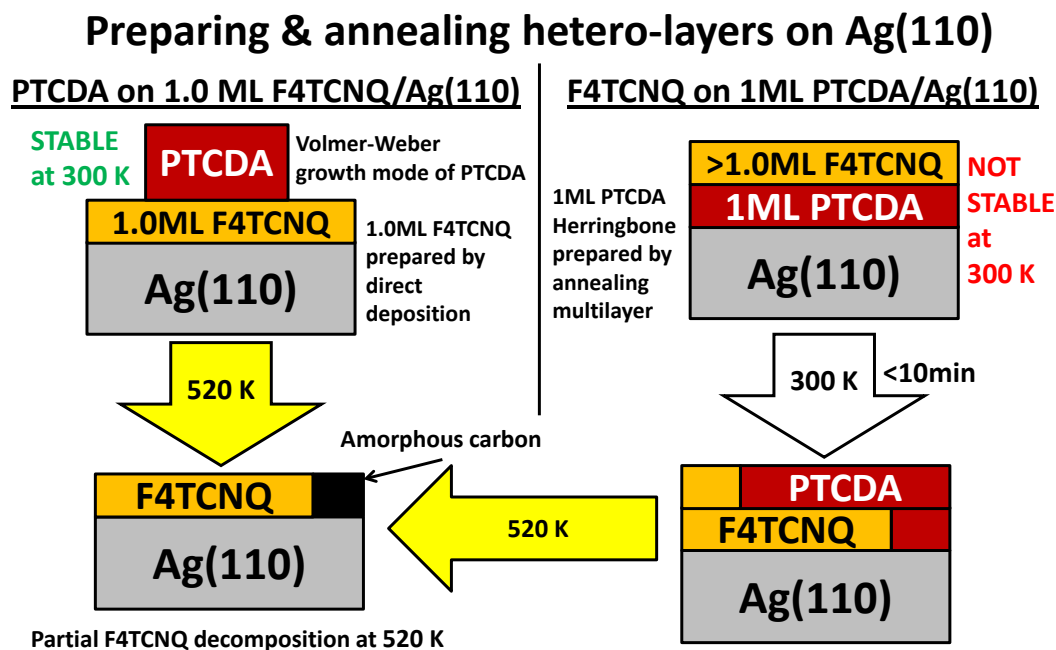 Preparing & annealing hetero-layers on Ag(110)
PTCDA on 1.0 ML F4TCNQ/Ag(110)
STABLE
at 300 K
PTCDA
Volmer-Weber
growth mode of PTCDA
1.0ML F4TCNQ
1.0ML F4TCNQ
prepared by
direct
deposition
Ag(110)
520 K
Amorphous carbon
F4TCNQ
Ag(110)
Partial F4TCNQ decomposition at 520 K
F4TCNQ on 1ML PTCDA/Ag(110)
1ML PTCDA
Herringbone
prepared by
annealing
multilayer
>1.0ML F4TCNQ
1ML PTCDA
Ag(110)
NOT
STABLE
at
300 K
300 K
<10min
PTCDA
F4TCNQ
Ag(110)
520 K